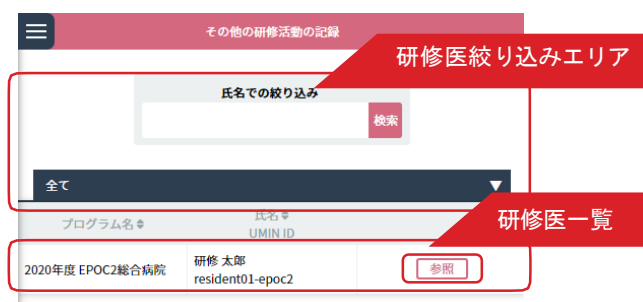 その他の研修活動の記録
研修医絞り込みエリア
氏名での絞り込み
検索
全て ▼
研修医一覧
プログラム名
氏名
UMIN ID
2020年度 EPOC2総合病院
研修 太郎
resident01-epoc2
参照